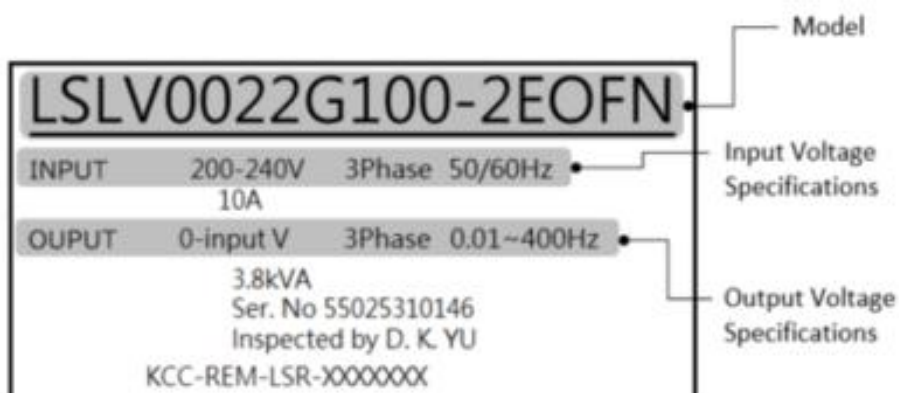 Model
LSLV0022G100-2EOFN
INPUT 200-240V 3Phase 50/60Hz
10A
Input Voltage
Specifications
OUPUT 0-input V 3Phase 0.01~400Hz
3.8kVA
Ser. No 55025310146
Inspected by D. K. YU
KCC-REM-LSR-XXXXXXX
Output Voltage
Specifications